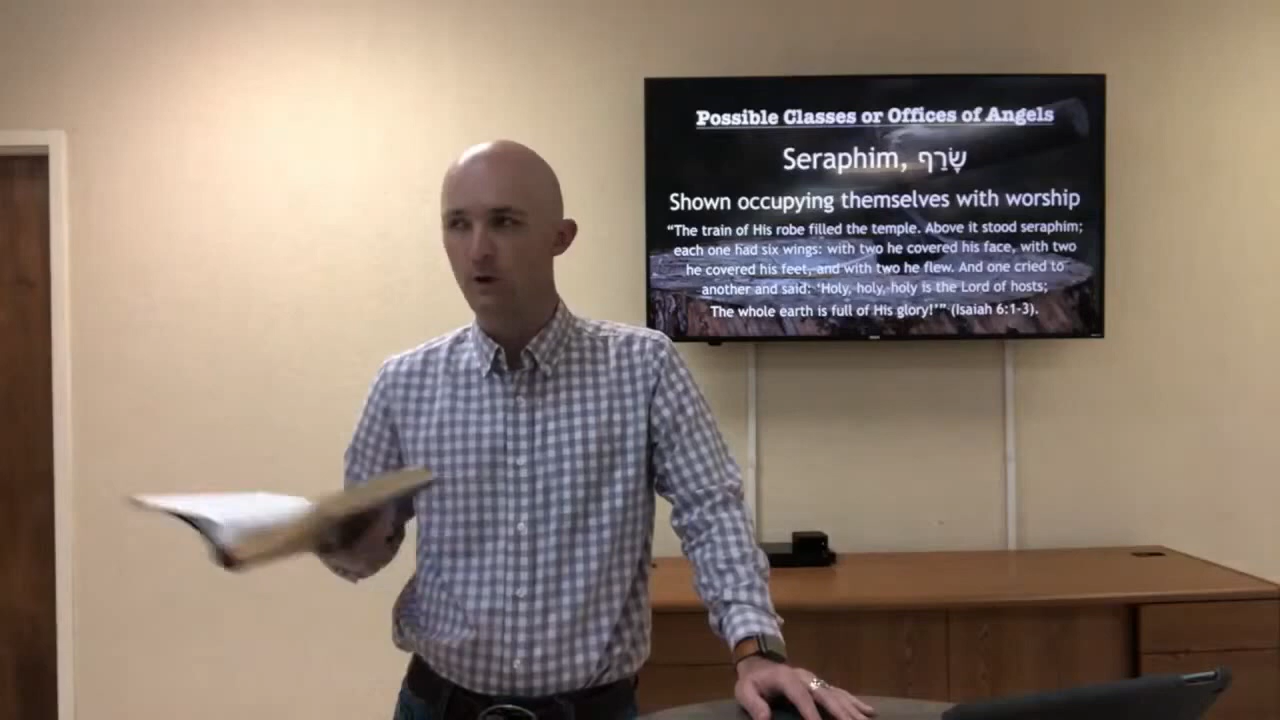 Possible Classes or Offices of Angels
Seraphim, שָׂרַף
Shown occupying themselves with worship
“The train of His robe filled the temple. Above it stood seraphim;
each one had six wings: with two he covered his face, with two
he covered his feet, and with two he flew. And one cried to
another and said: ‘Holy, holy, holy is the Lord of hosts;
The whole earth is full of His glory!’” (Isaiah 6:1-3).